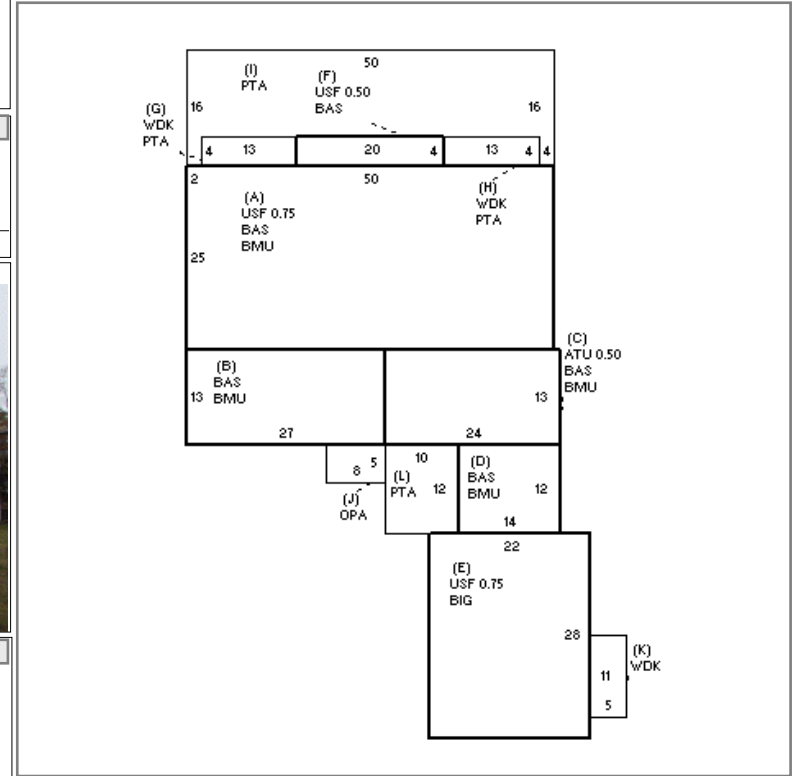 50
(I)
PTA
(F)
USF 0.50
BAS
16
16
(G)
WDK
PTA
4
13
20
4
13
4
4
2
50
(A)
USF 0.75
BAS
BMU
(H)
WDK
PTA
25
(C)
ATU 0.50
BAS
BMU
(B)
BAS
BMU
13
13
27
24
8
5
10
(L)
PTA
12
(D)
BAS
BMU
12
14
(J)
OPA
22
(E)
USF 0.75
BIG
28
(K)
WDK
11
5